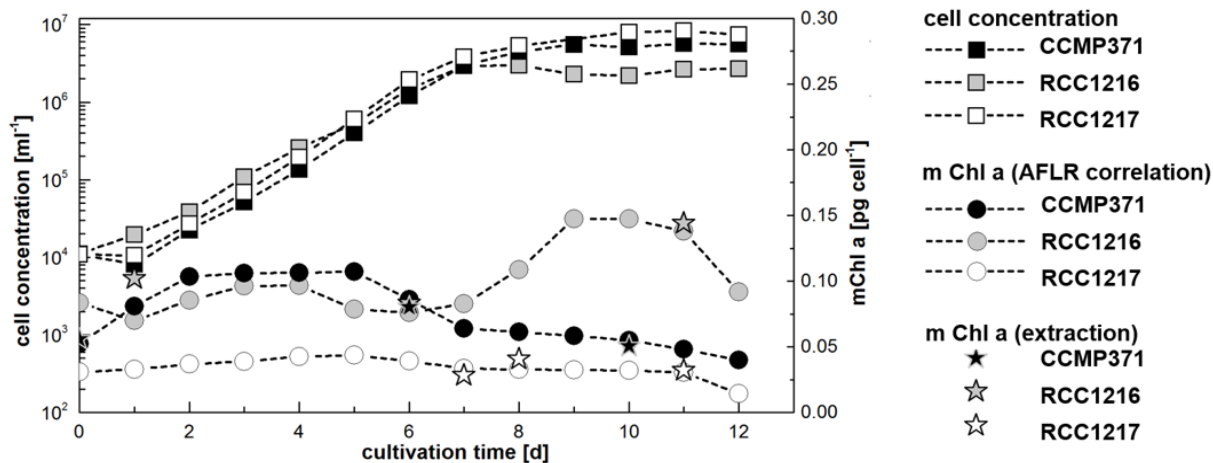 10⁷
10⁶
10⁵
10⁴
10³
10²
cell concentration [ml⁻¹]
0 2 4 6 8 10 12
cultivation time [d]
0.30
0.25
0.20
0.15
0.10
0.05
0.00
mChl a [pg cell⁻¹]
cell concentration
CCMP371
RCC1216
RCC1217
m Chl a (AFLR correlation)
CCMP371
RCC1216
RCC1217
m Chl a (extraction)
CCMP371
RCC1216
RCC1217